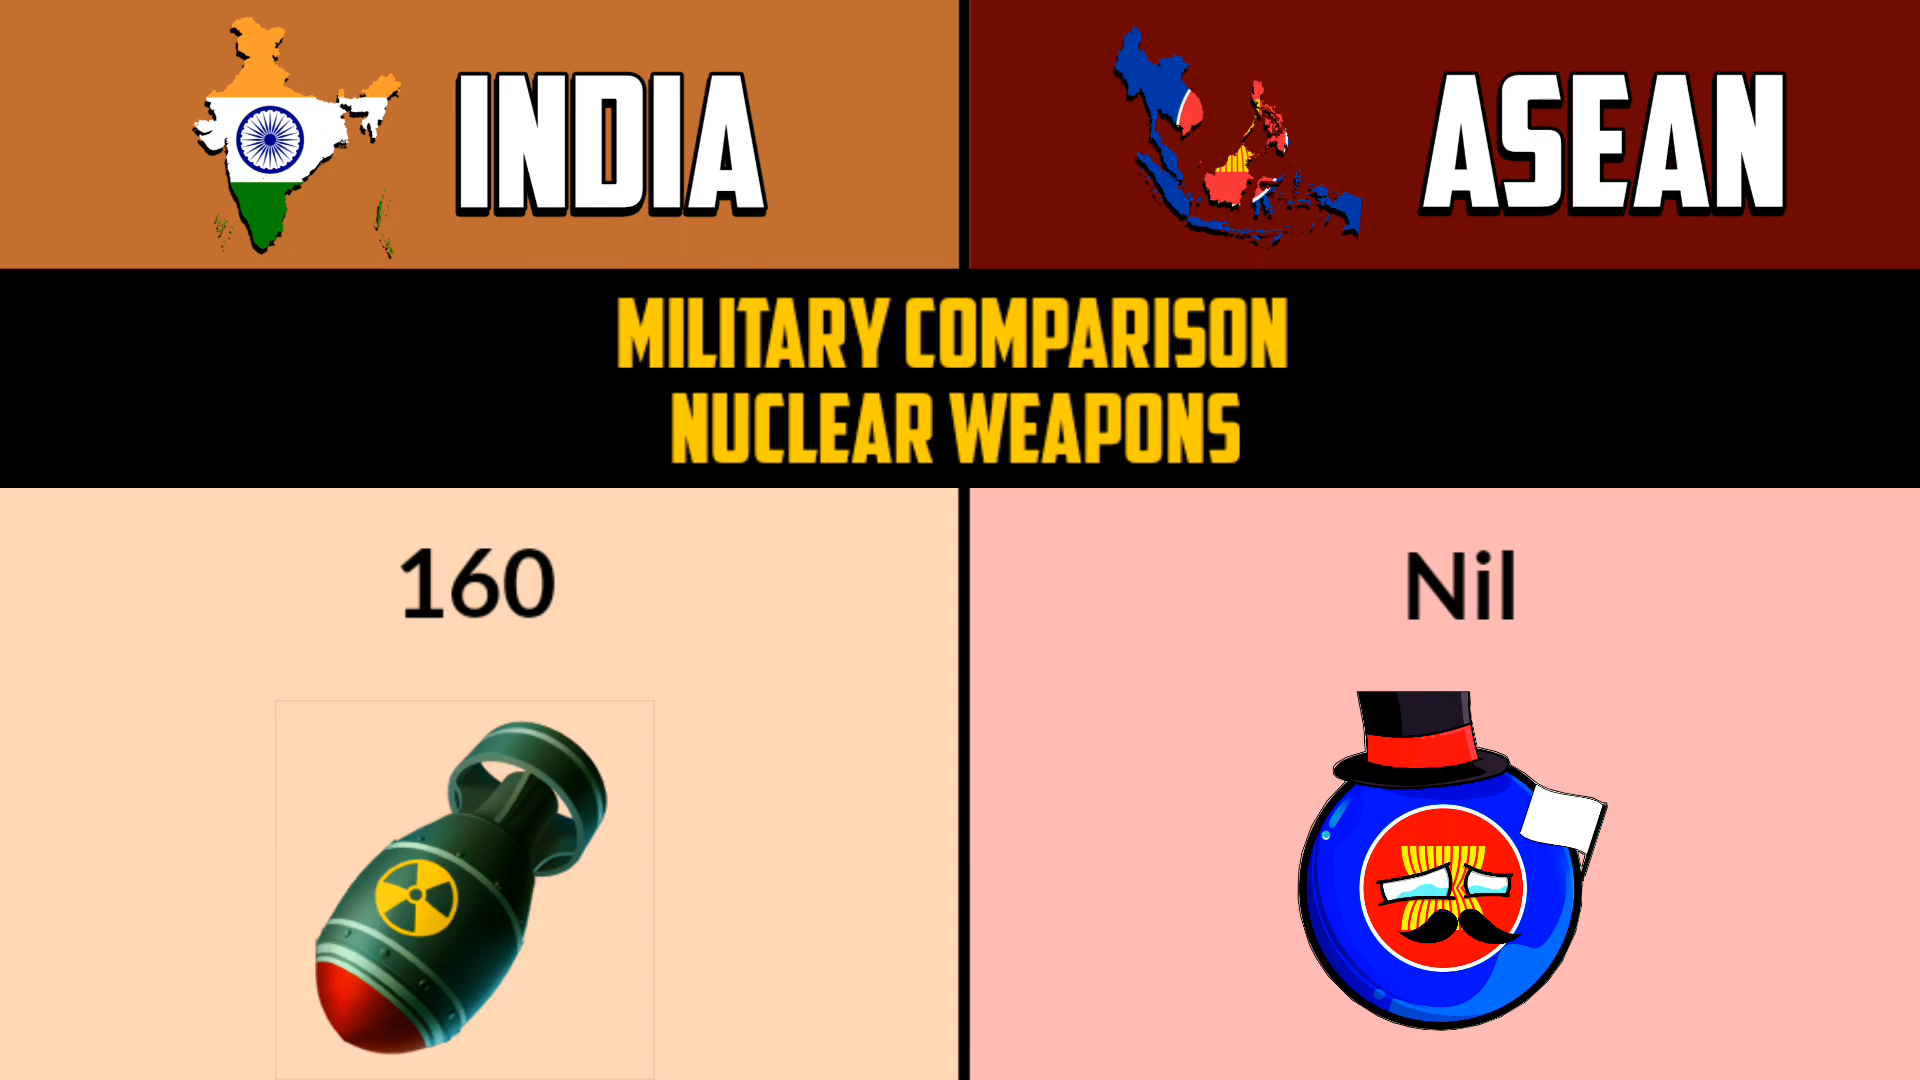 INDIA
ASEAN
MILITARY COMPARISON
NUCLEAR WEAPONS
160
Nil